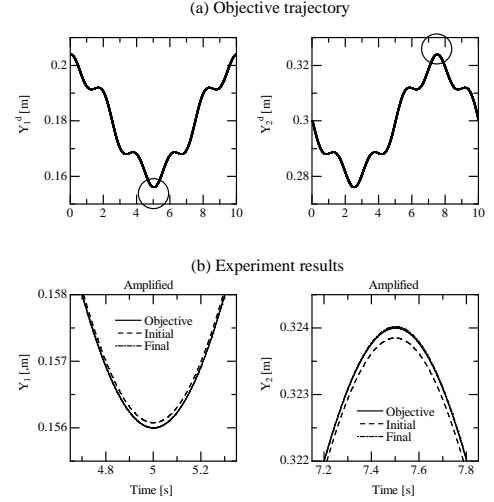 (a) Objective trajectory
Y1^d [m]
0.2
0.18
0.16
0 2 4 6 8 10
Y2^d [m]
0.32
0.3
0.28
0 2 4 6 8 10
(b) Experiment results
Amplified
Y1 [.m]
0.158
0.157
0.156
Objective
Initial
Final
4.8 5 5.2
Time [s]
Amplified
Y2 [m]
0.324
0.323
0.322
Objective
Initial
Final
7.2 7.4 7.6 7.8
Time [s]